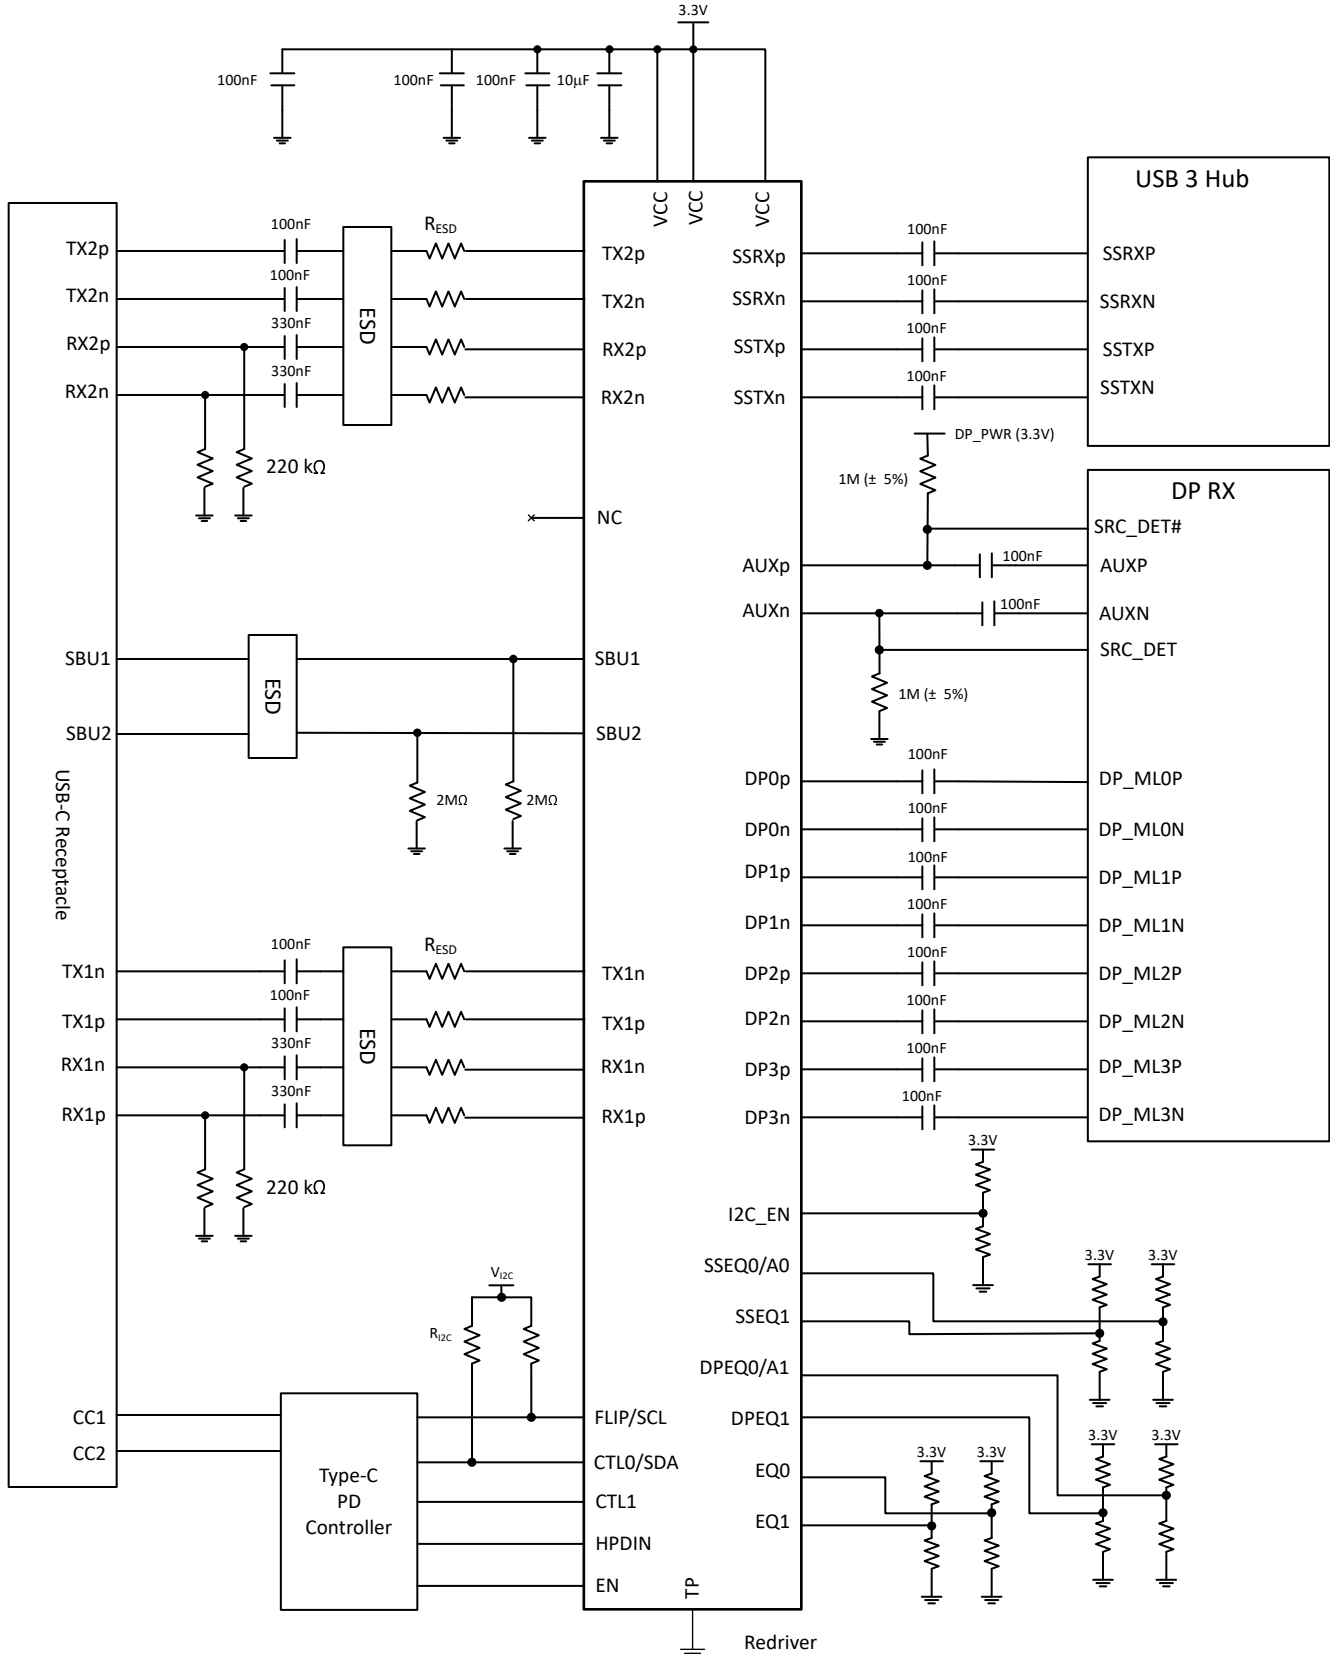 3.3V
100nF
100nF
100nF
10μF
VCC
VCC
VCC
USB-C Receptacle
TX2p
TX2n
RX2p
RX2n
100nF
100nF
330nF
330nF
ESD
R_ESD
220 kΩ
SBU1
SBU2
ESD
2MΩ
2MΩ
TX1n
TX1p
RX1n
RX1p
100nF
100nF
330nF
330nF
ESD
R_ESD
220 kΩ
CC1
CC2
Type-C
PD
Controller
V_I2C
R_I2C
TX2p
TX2n
RX2p
RX2n
NC
SBU1
SBU2
TX1n
TX1p
RX1n
RX1p
FLIP/SCL
CTL0/SDA
CTL1
HPDIN
EN
TP
Redriver
SSRXp
SSRXn
SSTXp
SSTXn
AUXp
AUXn
DP0p
DP0n
DP1p
DP1n
DP2p
DP2n
DP3p
DP3n
I2C_EN
SSEQ0/A0
SSEQ1
DPEQ0/A1
DPEQ1
EQ0
EQ1
100nF
100nF
100nF
100nF
DP_PWR (3.3V)
1M (± 5%)
100nF
100nF
1M (± 5%)
100nF
100nF
100nF
100nF
100nF
100nF
100nF
100nF
3.3V
3.3V
3.3V
3.3V
3.3V
3.3V
3.3V
USB 3 Hub
SSRXP
SSRXN
SSTXP
SSTXN
DP RX
SRC_DET#
AUXP
AUXN
SRC_DET
DP_ML0P
DP_ML0N
DP_ML1P
DP_ML1N
DP_ML2P
DP_ML2N
DP_ML3P
DP_ML3N